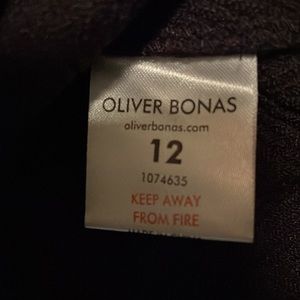 OLIVER BONAS
oliverbonas.com
12
1074635
KEEP AWAY
FROM FIRE